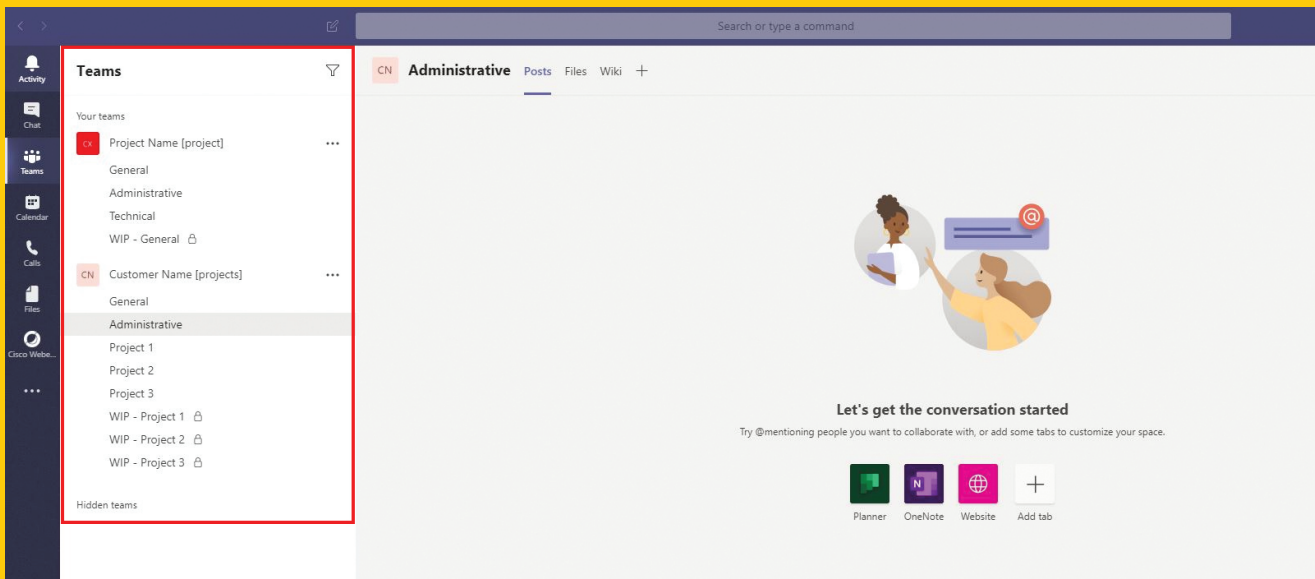 Search or type a command
Activity
Chat
Teams
Calendar
Calls
Files
Cisco Webe...
Teams
Your teams
CX Project Name [project]
General
Administrative
Technical
WIP - General
CN Customer Name [projects]
General
Administrative
Project 1
Project 2
Project 3
WIP - Project 1
WIP - Project 2
WIP - Project 3
Hidden teams
CN Administrative Posts Files Wiki
@
Let's get the conversation started
Try @mentioning people you want to collaborate with, or add some tabs to customize your space.
N
Planner OneNote Website Add tab